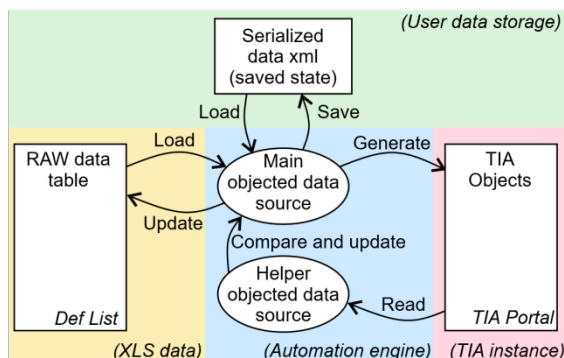 (User data storage)
Serialized
data xml
(saved state)
Load
Save
RAW data
table
Load
Main
objected data
source
Generate
TIA
Objects
Update
Compare and update
Helper
objected data
source
Read
Def List
TIA Portal
(XLS data)
(Automation engine)
(TIA instance)